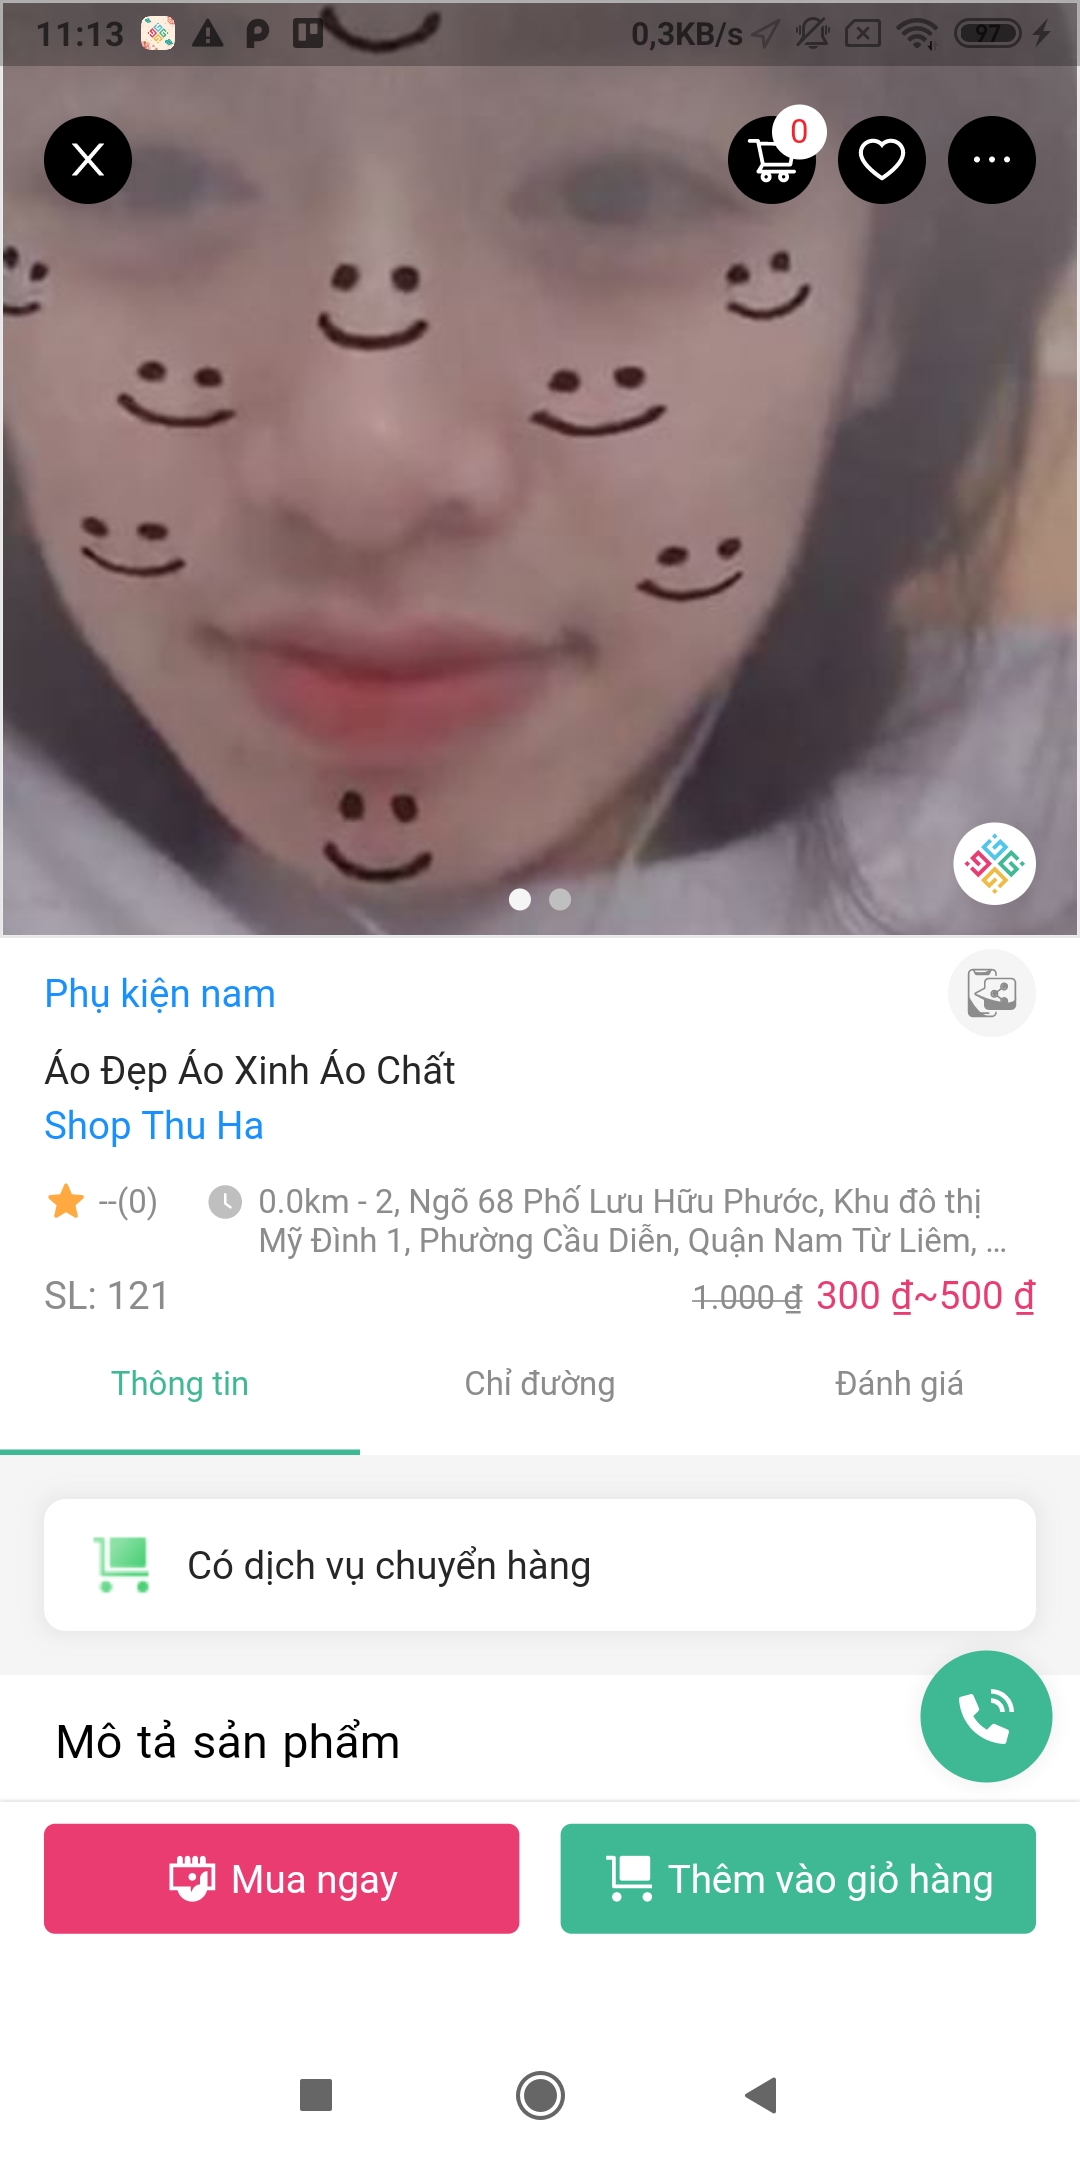 11:13
0,3KB/s
97
0
Phụ kiện nam
Áo Đẹp Áo Xinh Áo Chất
Shop Thu Ha
--(0)
0.0km - 2, Ngõ 68 Phố Lưu Hữu Phước, Khu đô thị
Mỹ Đình 1, Phường Cầu Diễn, Quận Nam Từ Liêm, ...
SL: 121
1.000 ₫ 300 ₫~500 ₫
Thông tin
Chỉ đường
Đánh giá
Có dịch vụ chuyển hàng
Mô tả sản phẩm
Mua ngay
Thêm vào giỏ hàng